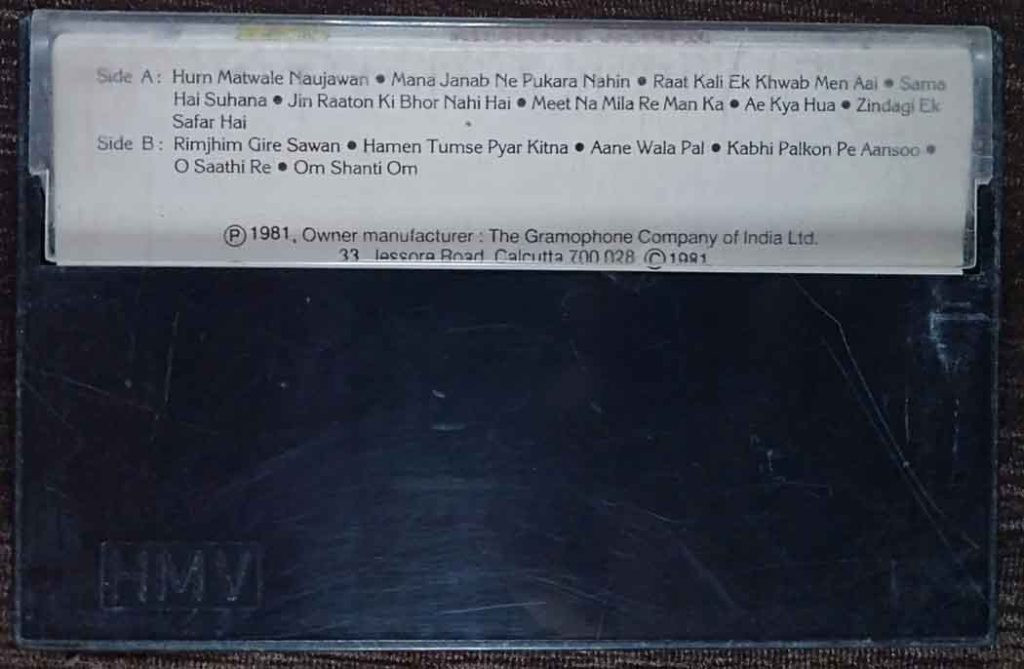 Side A: Hum Matwale Naujawan • Mana Janab Ne Pukara Nahin • Raat Kali Ek Khwab Men Aai • Sama
Hai Suhana • Jin Raaton Ki Bhor Nahi Hai • Meet Na Mila Re Man Ka • Ae Kya Hua • Zindagi Ek
Safar Hai
Side B: Rimjhim Gire Sawan • Hamen Tumse Pyar Kitna • Aane Wala Pal • Kabhi Palkon Pe Aansoo •
O Saathi Re • Om Shanti Om
Ⓟ 1981, Owner manufacturer : The Gramophone Company of India Ltd.
33 Jessore Road Calcutta 700 028 © 1981
HMV